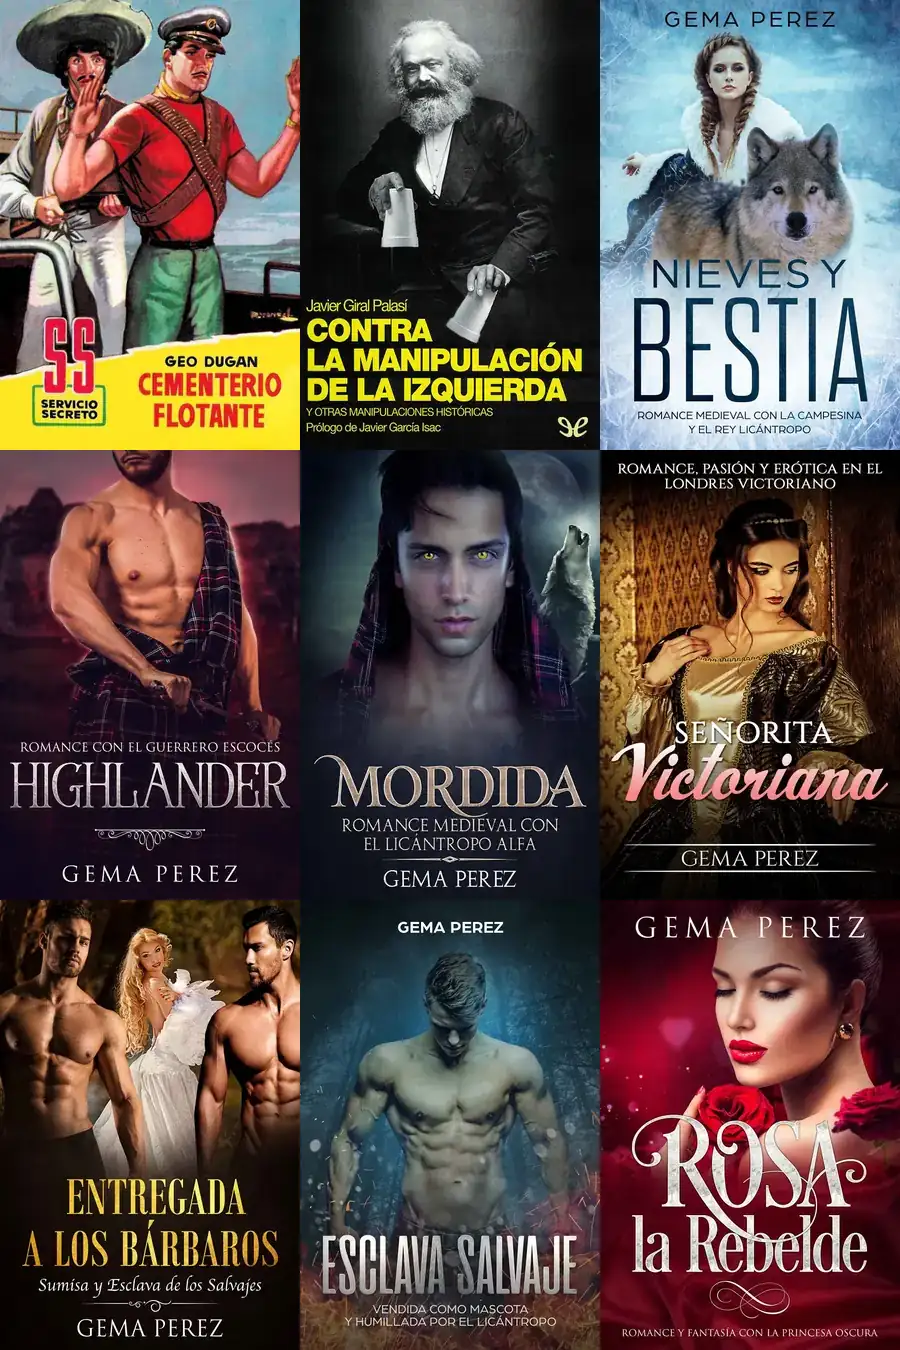 SS
SERVICIO
SECRETO
GEO DUGAN
CEMENTERIO
FLOTANTE
Javier Giral Palasí
CONTRA
LA MANIPULACIÓN
DE LA IZQUIERDA
Y OTRAS MANIPULACIONES HISTÓRICAS
Prólogo de Javier García Isac
GEMA PEREZ
NIEVES Y
BESTIA
ROMANCE MEDIEVAL CON LA CAMPESINA
Y EL REY LICÁNTROPO
ROMANCE CON EL GUERRERO ESCOCÉS
HIGHLANDER
GEMA PEREZ
MORDIDA
ROMANCE MEDIEVAL CON
EL LICÁNTROPO ALFA
GEMA PEREZ
ROMANCE, PASIÓN Y ERÓTICA EN EL
LONDRES VICTORIANO
SEÑORITA
Victoriana
GEMA PEREZ
ENTREGADA
A LOS BÁRBAROS
Sumisa y Esclava de los Salvajes
GEMA PEREZ
GEMA PEREZ
ESCLAVA SALVAJE
VENDIDA COMO MASCOTA
Y HUMILLADA POR EL LICÁNTROPO
GEMA PEREZ
ROSA
la Rebelde
ROMANCE Y FANTASÍA CON LA PRINCESA OSCURA